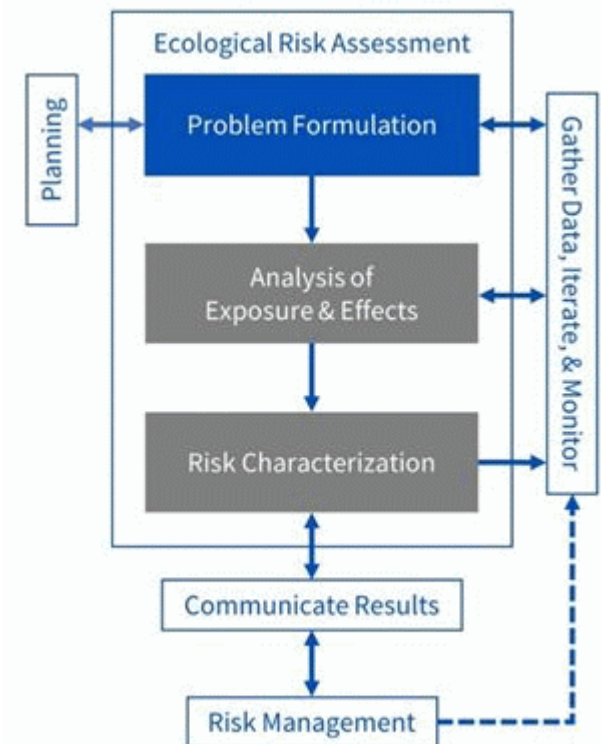 Ecological Risk Assessment
Planning
Problem Formulation
Gather Data, Iterate, & Monitor
Analysis of
Exposure & Effects
Risk Characterization
Communicate Results
Risk Management